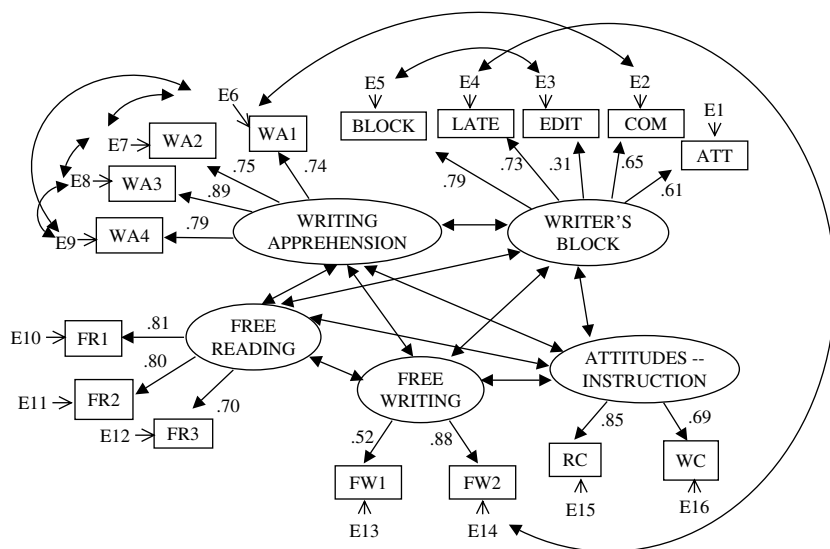 E5
E4
E3
E2
E6
E1
BLOCK
LATE
EDIT
COM
WA1
E7
WA2
ATT
.75
.74
.73
.31
.65
.79
.61
E8
WA3
.89
WRITING
APPREHENSION
WRITER'S
BLOCK
E9
WA4
.79
E10
FR1
.81
FREE
READING
.80
E11
FR2
.70
E12
FR3
FREE
WRITING
ATTITUDES --
INSTRUCTION
.52
.88
.85
.69
FW1
FW2
RC
WC
E13
E14
E15
E16